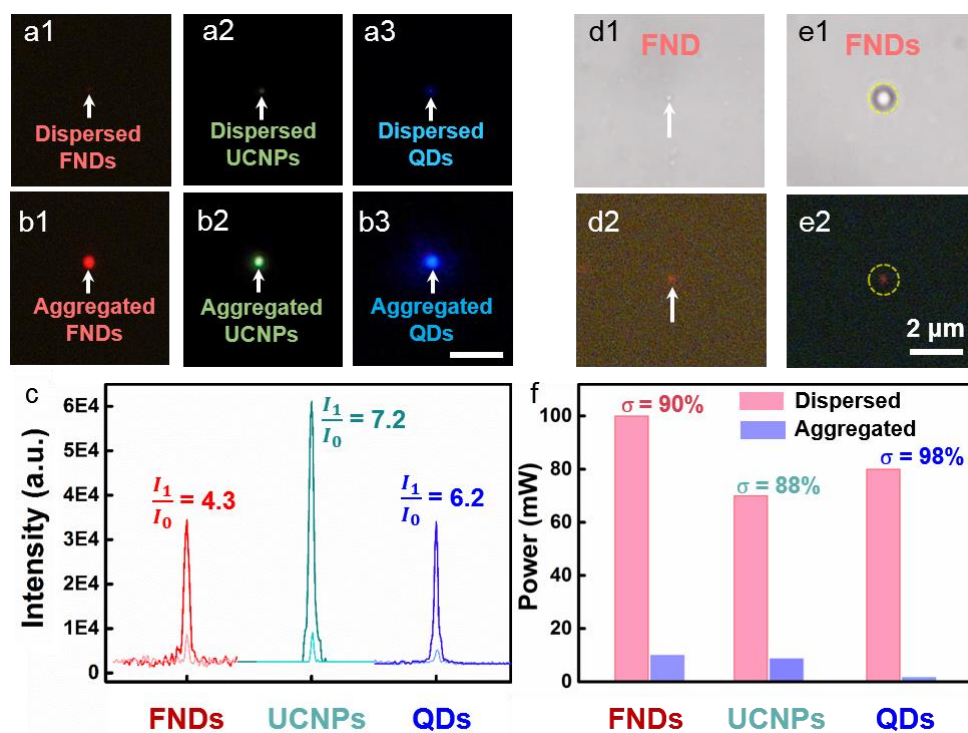 a1
a2
a3
Dispersed
FNDs
Dispersed
UCNPs
Dispersed
QDs
b1
b2
b3
Aggregated
FNDs
Aggregated
UCNPs
Aggregated
QDs
d1
FND
e1
FNDs
d2
e2
2 µm
c
Intensity (a.u.)
6E4
4E4
3E4
1E4
0
I₁/I₀ = 4.3
I₁/I₀ = 7.2
I₁/I₀ = 6.2
FNDs
UCNPs
QDs
f
Power (mW)
100
80
60
40
20
0
σ = 90%
σ = 88%
σ = 98%
Dispersed
Aggregated
FNDs
UCNPs
QDs